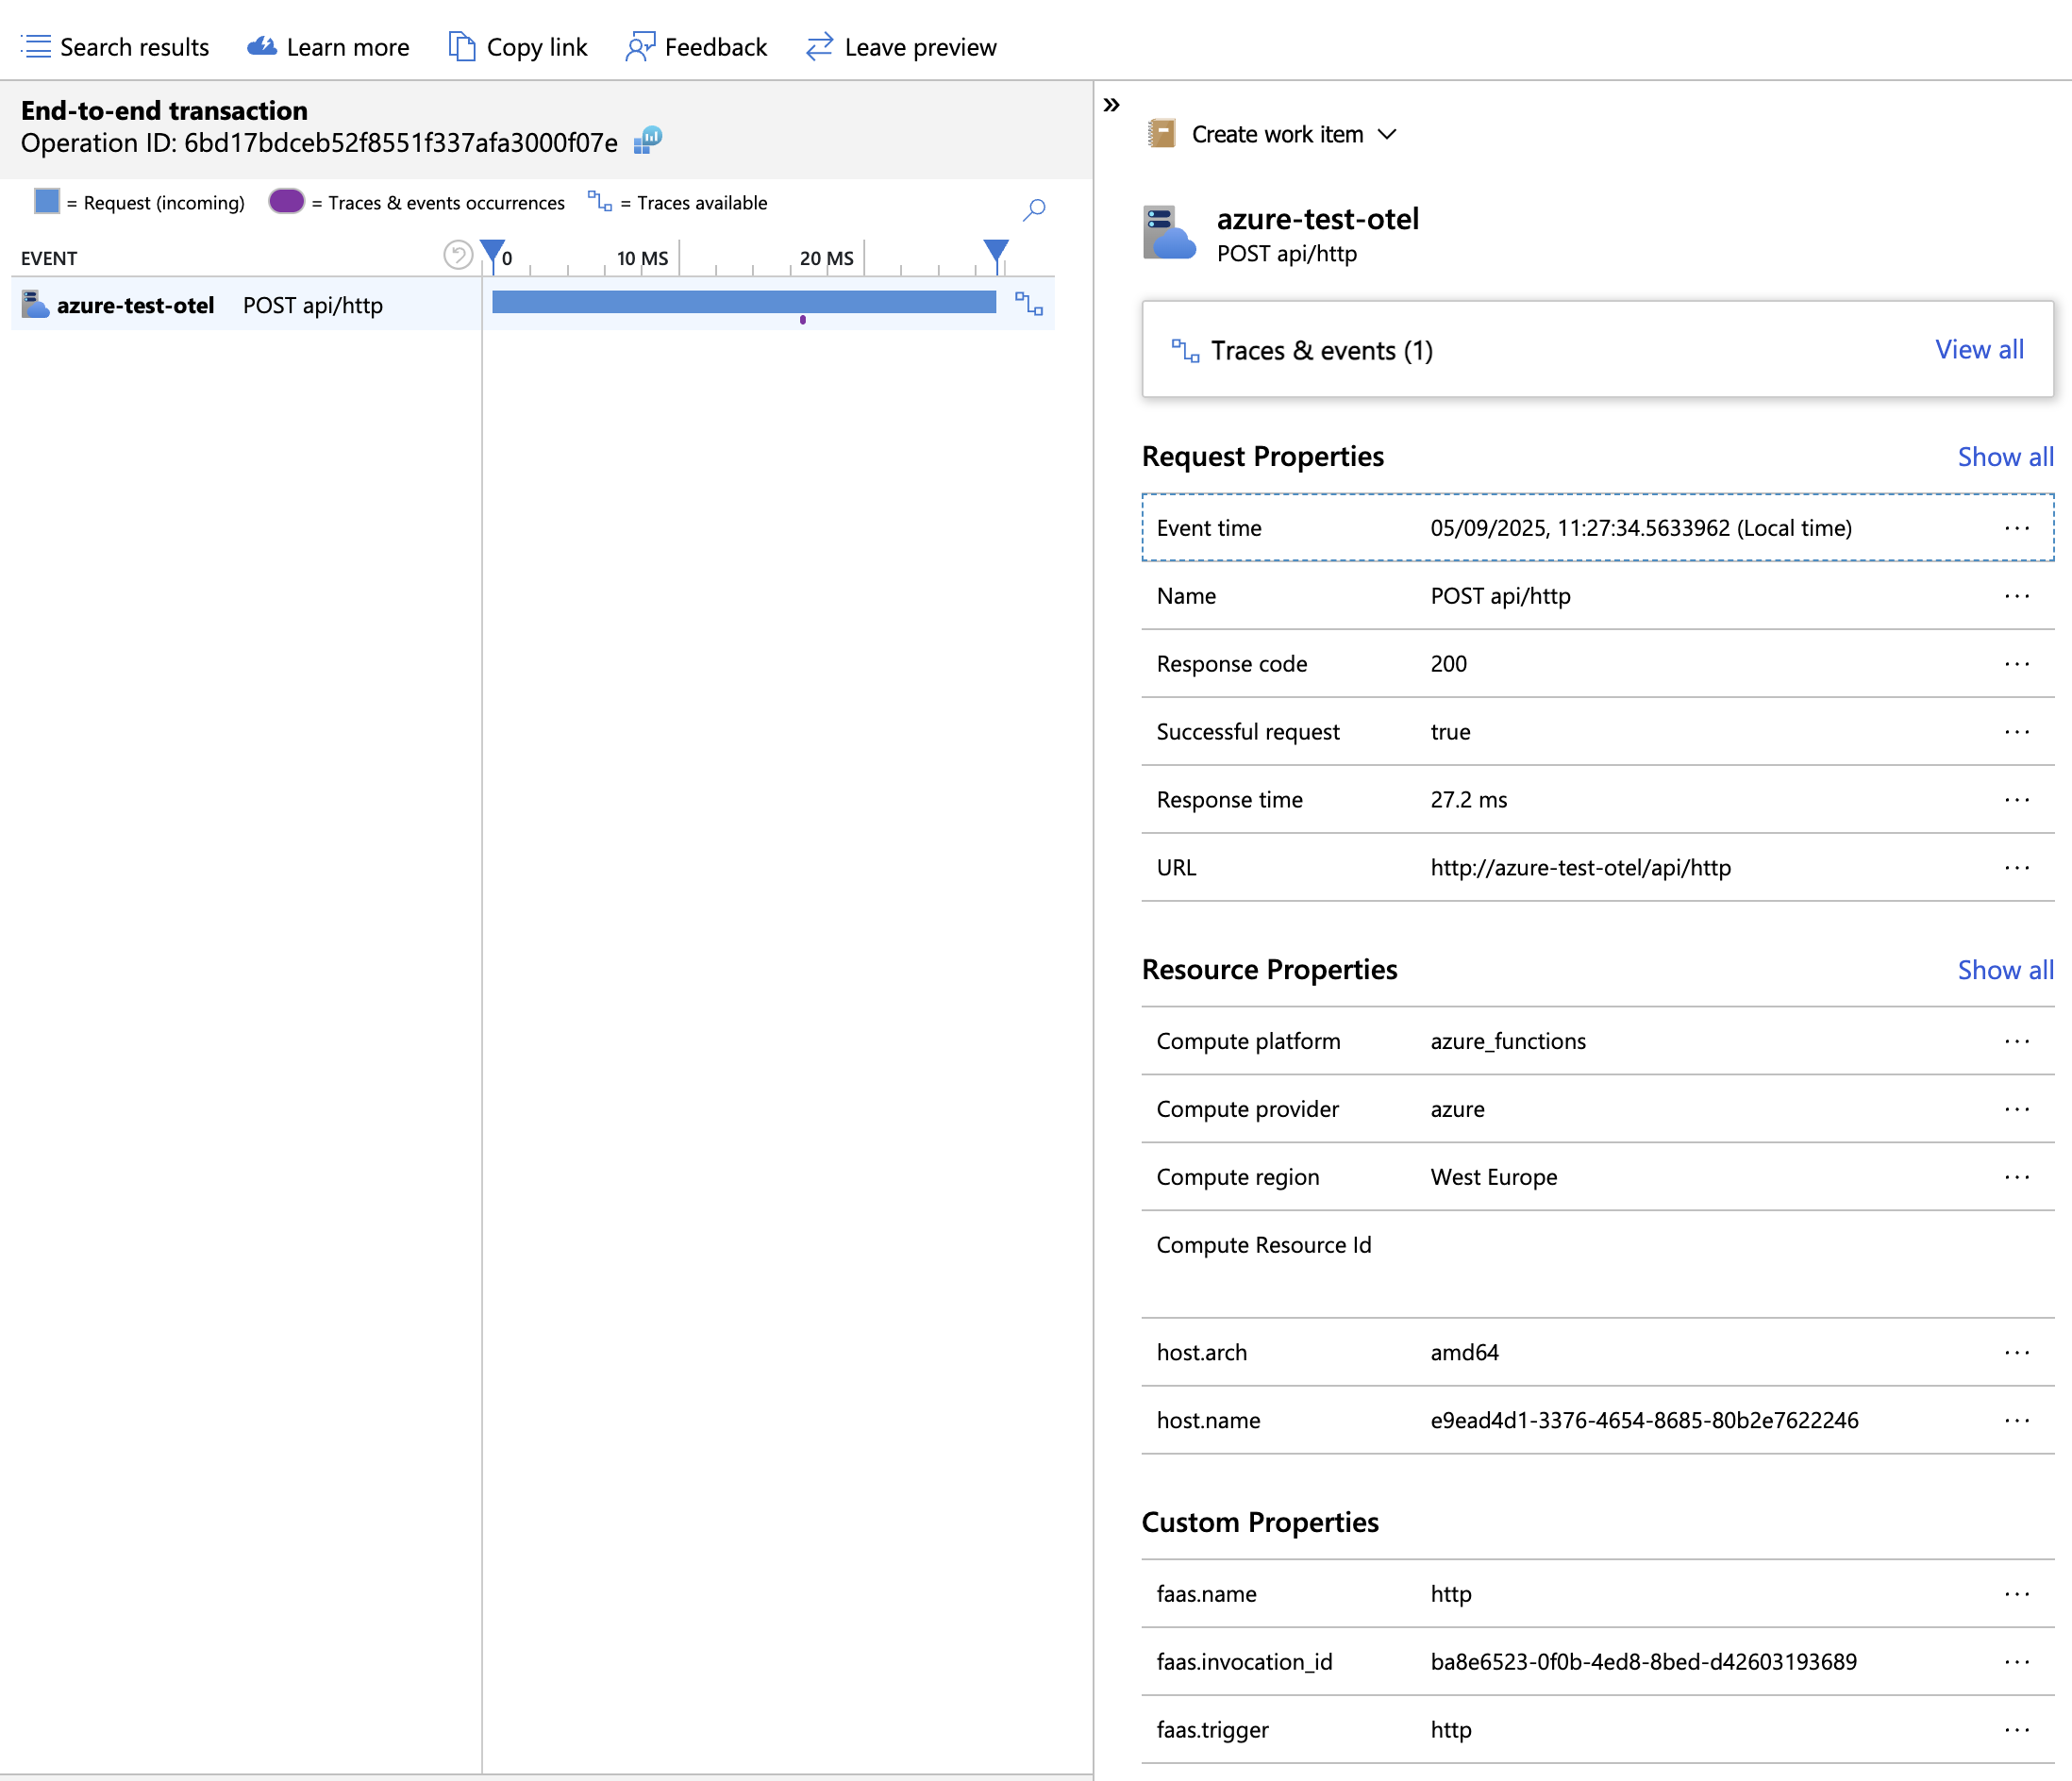 Search results Learn more Copy link Feedback Leave preview
End-to-end transaction
Operation ID: 6bd17bdceb52f8551f337afa3000f07e
= Request (incoming) = Traces & events occurrences = Traces available
EVENT 0 10 MS 20 MS
azure-test-otel POST api/http
Create work item
azure-test-otel
POST api/http
Traces & events (1) View all
Request Properties Show all
Event time 05/09/2025, 11:27:34.5633962 (Local time) ...
Name POST api/http ...
Response code 200 ...
Successful request true ...
Response time 27.2 ms ...
URL http://azure-test-otel/api/http ...
Resource Properties Show all
Compute platform azure_functions ...
Compute provider azure ...
Compute region West Europe ...
Compute Resource Id
host.arch amd64 ...
host.name e9ead4d1-3376-4654-8685-80b2e7622246 ...
Custom Properties
faas.name http ...
faas.invocation_id ba8e6523-0f0b-4ed8-8bed-d42603193689 ...
faas.trigger http ...